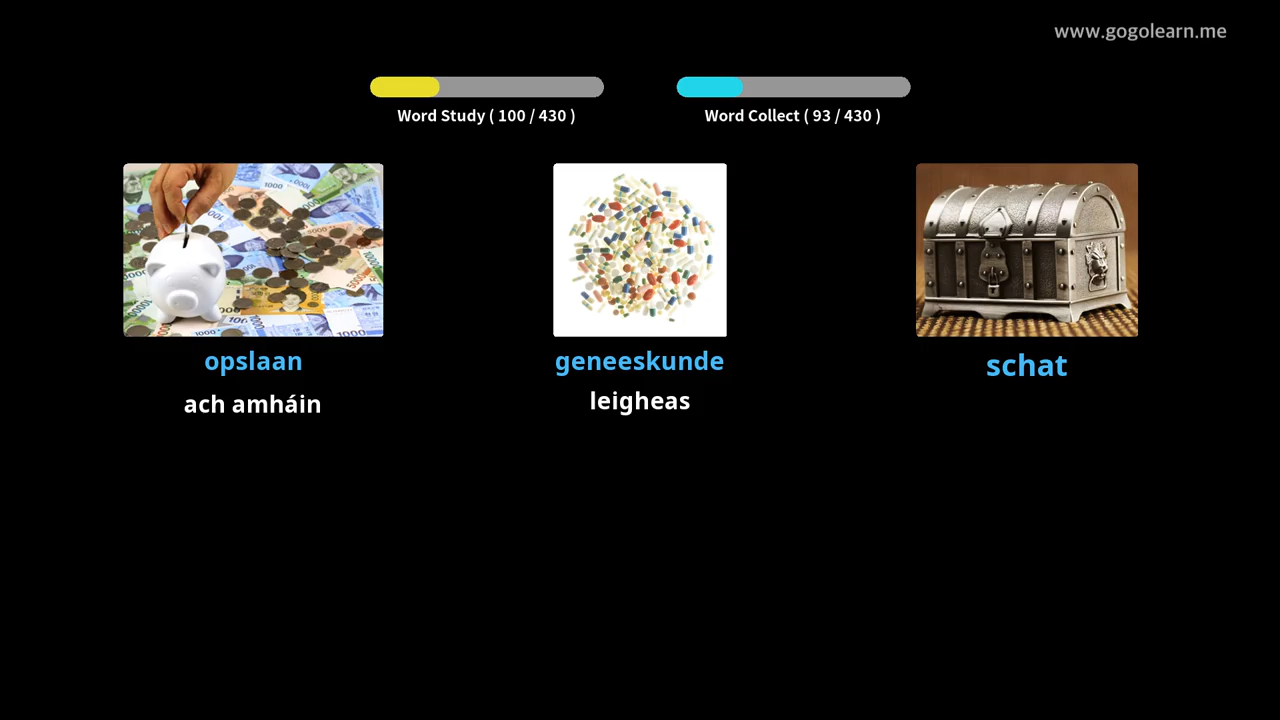 www.gogolearn.me
Word Study ( 100 / 430 )
Word Collect ( 93 / 430 )
opslaan
geneeskunde
schat
ach amháin
leigheas